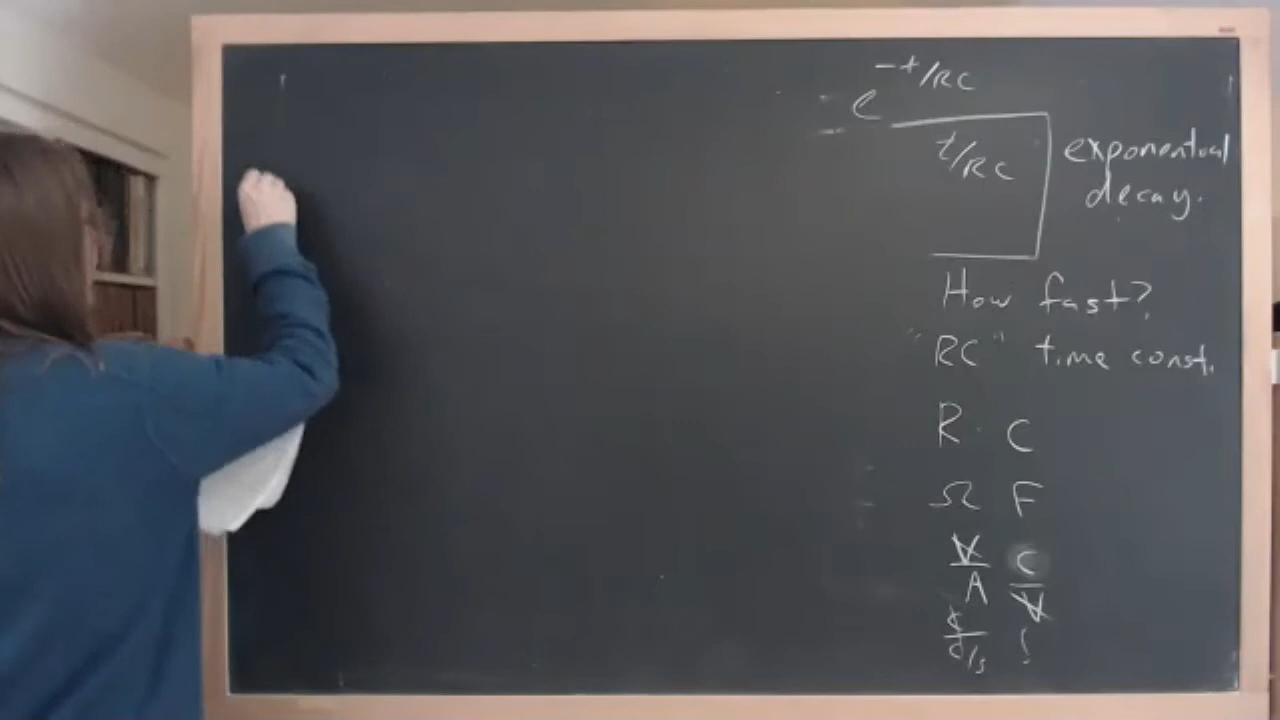 = e^{-t/RC}
t/RC
exponential
decay.
How fast?
"RC" time const.
R · C
Ω F
V/A C/V
C/s